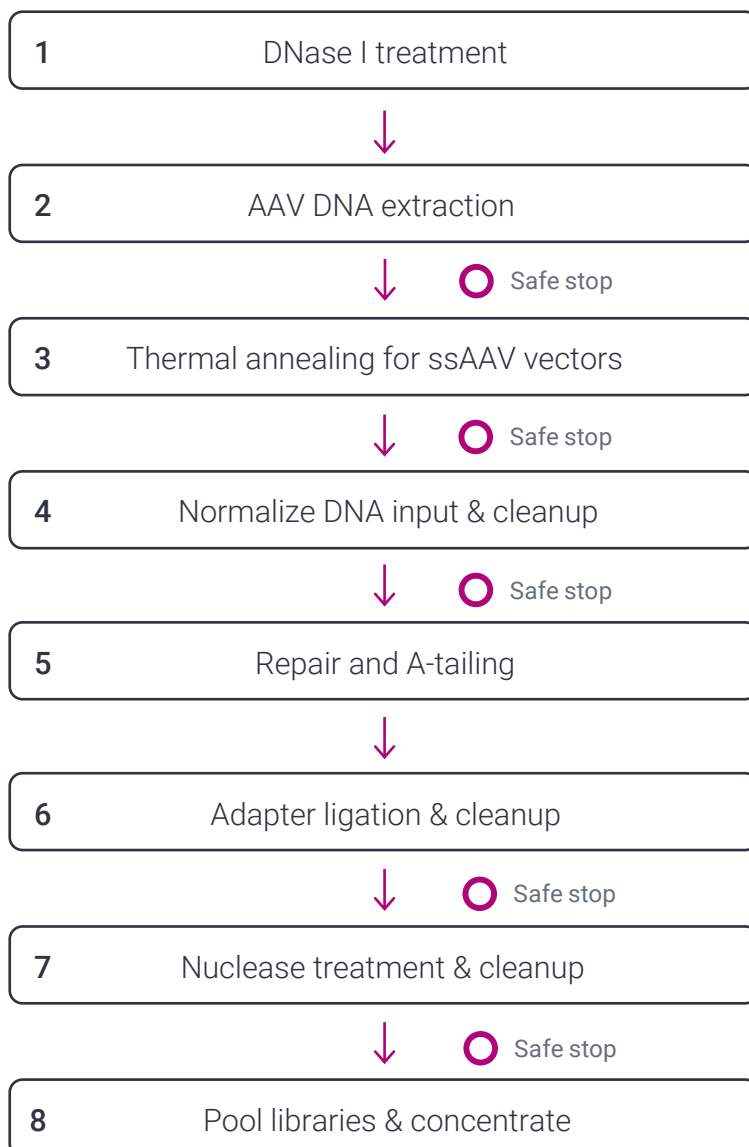 1 DNase I treatment
2 AAV DNA extraction
Safe stop
3 Thermal annealing for ssAAV vectors
Safe stop
4 Normalize DNA input & cleanup
Safe stop
5 Repair and A-tailing
6 Adapter ligation & cleanup
Safe stop
7 Nuclease treatment & cleanup
Safe stop
8 Pool libraries & concentrate